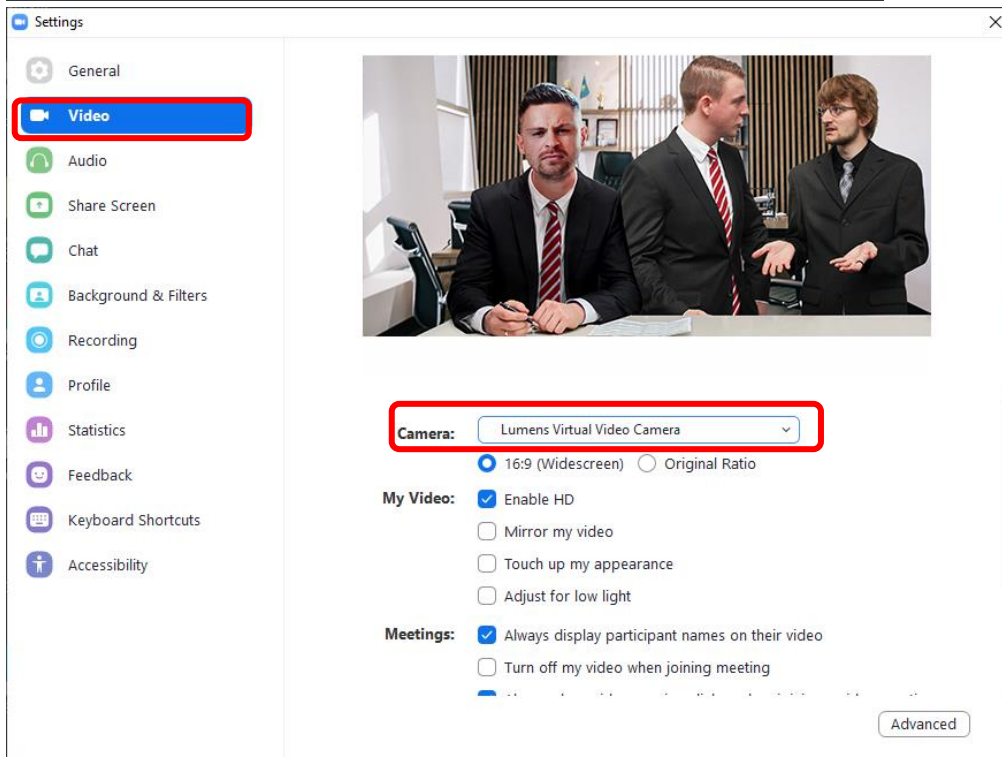 Settings
General
Video
Audio
Share Screen
Chat
Background & Filters
Recording
Profile
Statistics
Feedback
Keyboard Shortcuts
Accessibility
Camera: Lumens Virtual Video Camera
16:9 (Widescreen) Original Ratio
My Video: Enable HD
Mirror my video
Touch up my appearance
Adjust for low light
Meetings: Always display participant names on their video
Turn off my video when joining meeting
Advanced